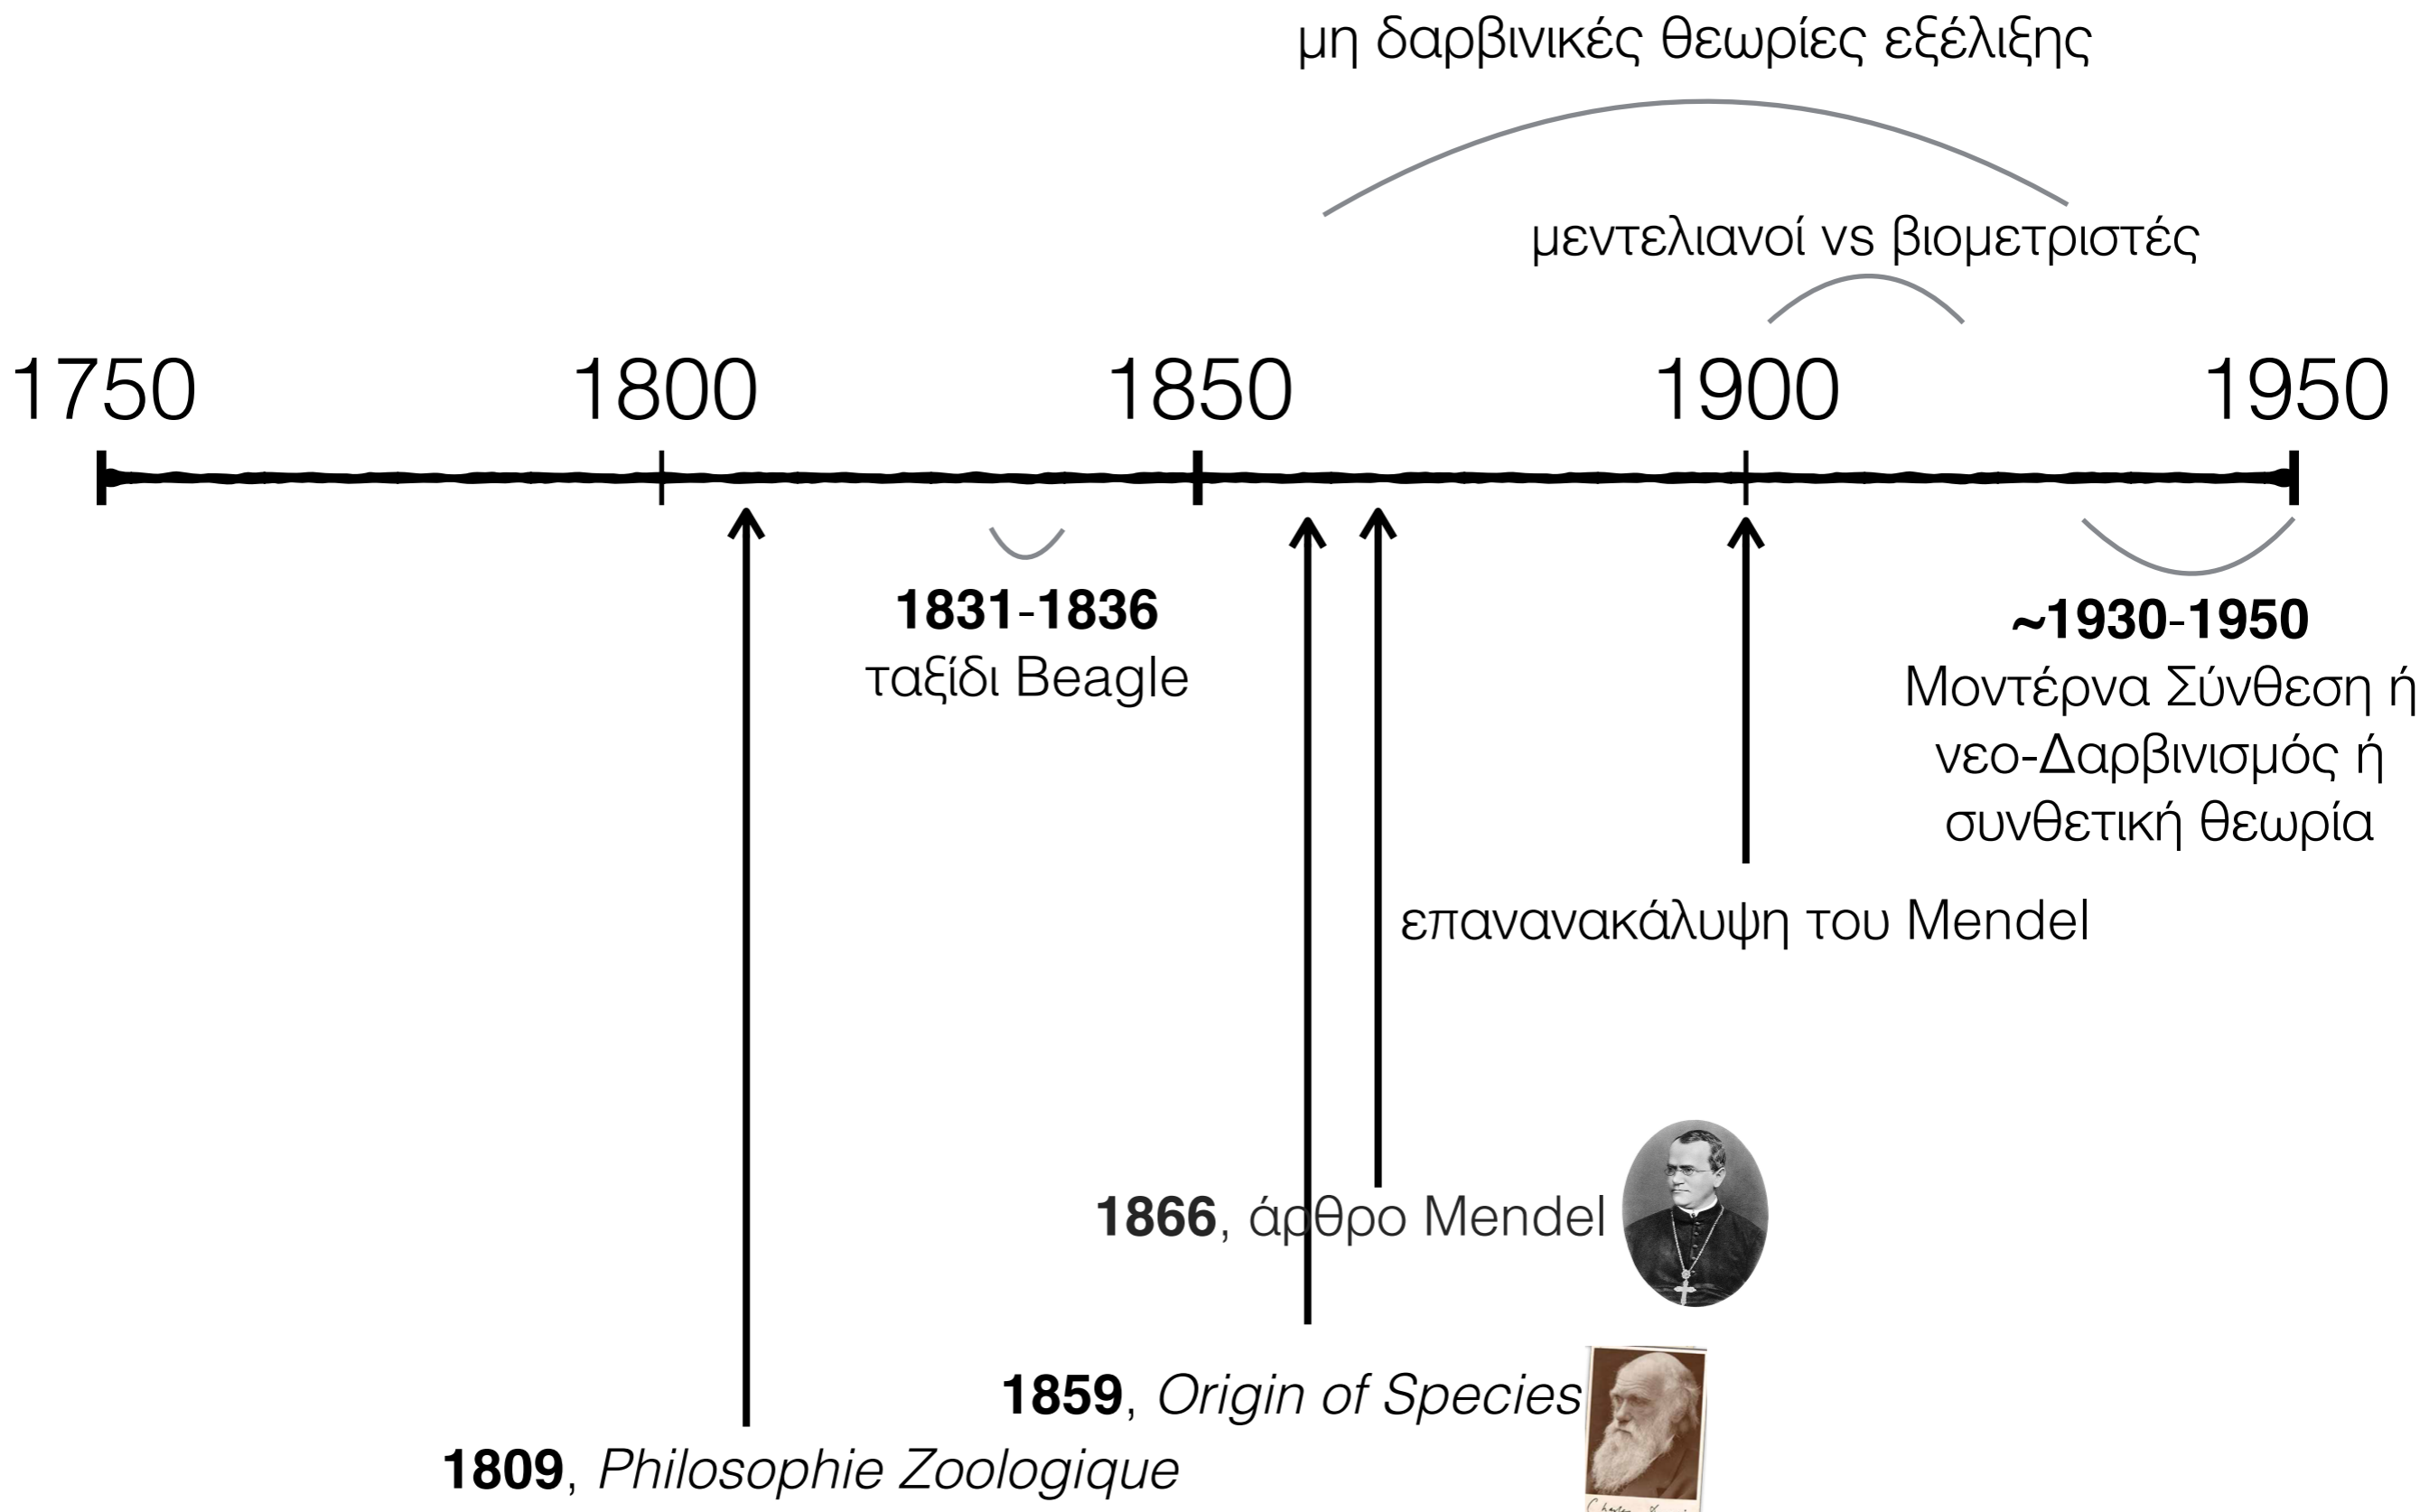 μη δαρβινικές θεωρίες εξέλιξης
μεντελιανοί vs βιομετριστές
1750
1800
1850
1900
1950
1831-1836
ταξίδι Beagle
~1930-1950
Μοντέρνα Σύνθεση ή
νεο-Δαρβινισμός ή
συνθετική θεωρία
επανανακάλυψη του Mendel
1866, άρθρο Mendel
1859, Origin of Species
1809, Philosophie Zoologique